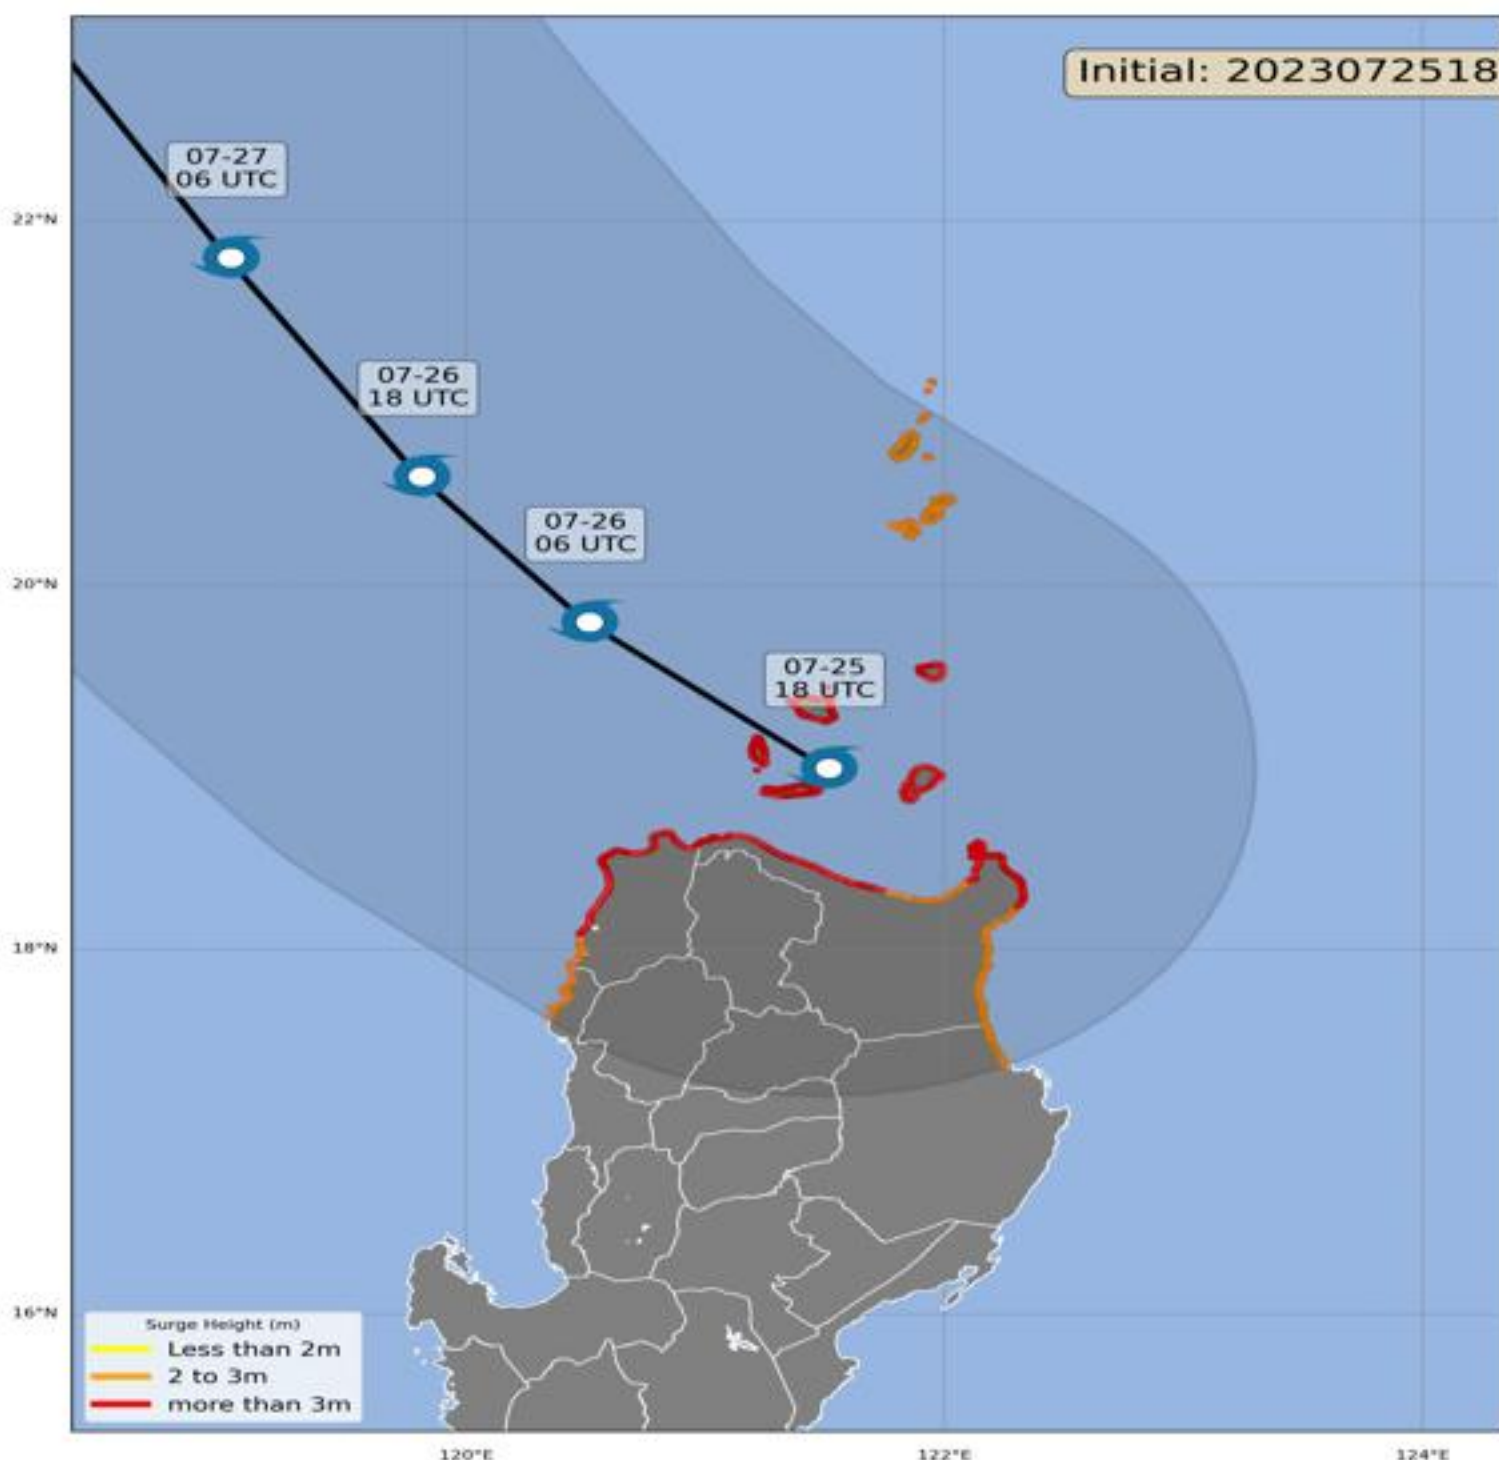 Initial: 2023072518
07-27
06 UTC
22°N
07-26
18 UTC
07-26
06 UTC
20°N
07-25
18 UTC
18°N
16°N
Surge Height (m)
Less than 2m
2 to 3m
more than 3m
120°E
122°E
124°E